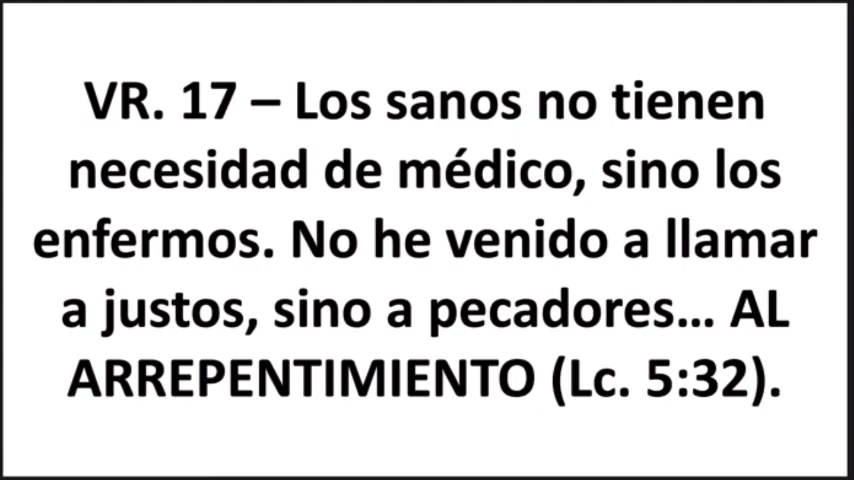 VR. 17 – Los sanos no tienen
necesidad de médico, sino los
enfermos. No he venido a llamar
a justos, sino a pecadores… AL
ARREPENTIMIENTO (Lc. 5:32).